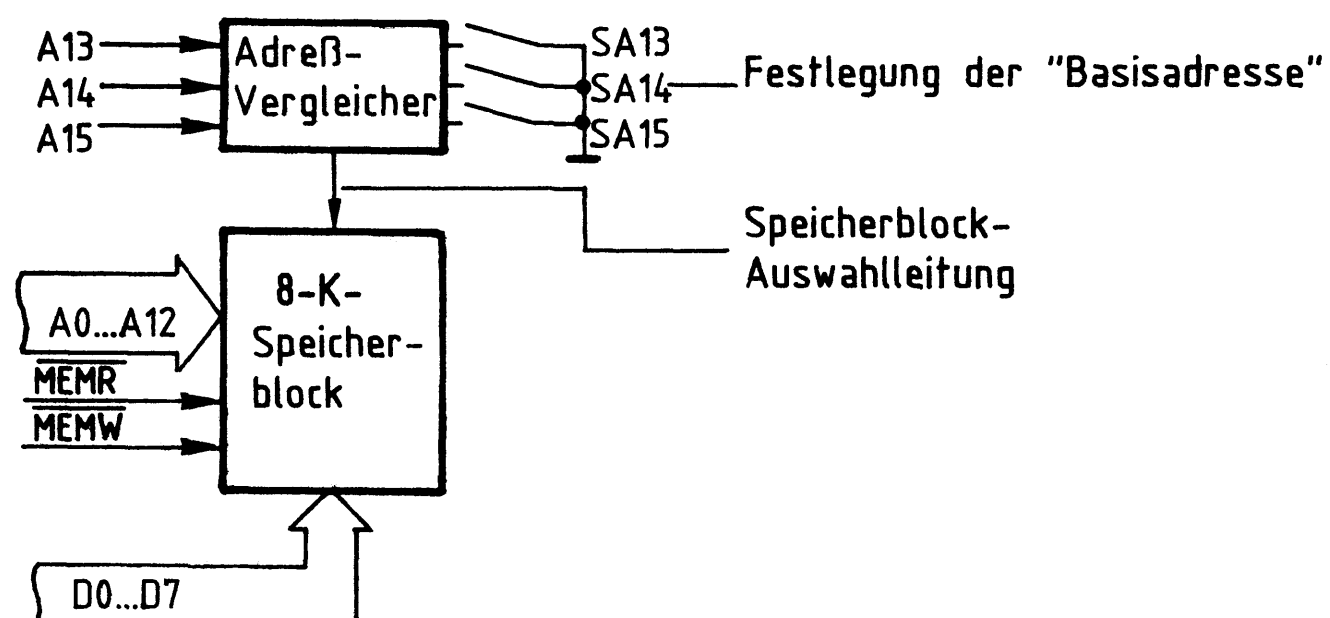 A13
A14
A15
Adreß-
Vergleicher
SA13
SA14
SA15
Festlegung der "Basisadresse"
Speicherblock-
Auswahlleitung
8-K-
Speicher-
block
A0...A12
MEMR
MEMW
D0...D7